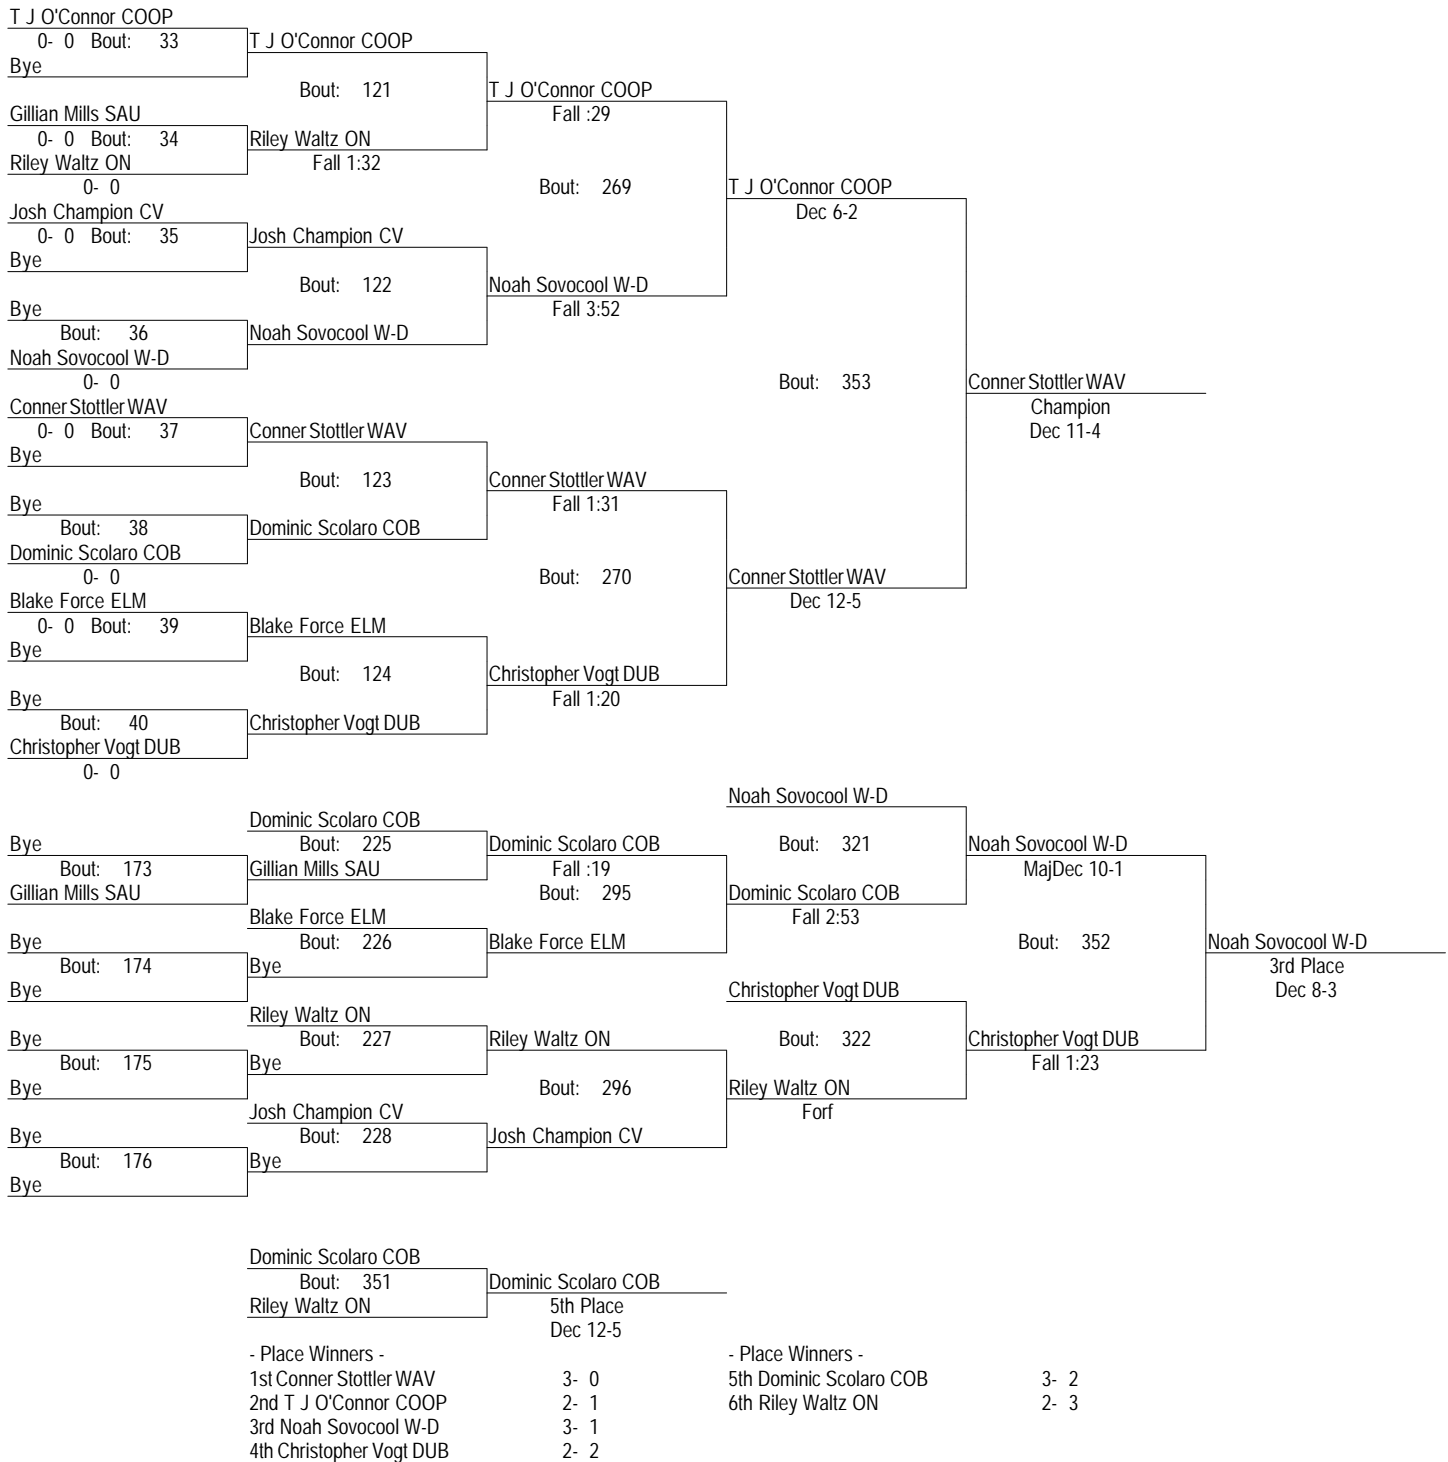 T J O'Connor COOP
0- 0 Bout: 33
T J O'Connor COOP
Bye
Bout: 121
T J O'Connor COOP
Gillian Mills SAU
Fall :29
0- 0 Bout: 34
Riley Waltz ON
Riley Waltz ON
Fall 1:32
0- 0
Bout: 269
T J O'Connor COOP
Josh Champion CV
Dec 6-2
0- 0 Bout: 35
Josh Champion CV
Bye
Bout: 122
Noah Sovocool W-D
Bye
Fall 3:52
Bout: 36
Noah Sovocool W-D
Noah Sovocool W-D
0- 0
Bout: 353
Conner Stottler WAV
Conner Stottler WAV
Champion
0- 0 Bout: 37
Conner Stottler WAV
Dec 11-4
Bye
Bout: 123
Conner Stottler WAV
Bye
Fall 1:31
Bout: 38
Dominic Scolaro COB
Dominic Scolaro COB
0- 0
Bout: 270
Conner Stottler WAV
Blake Force ELM
Dec 12-5
0- 0 Bout: 39
Blake Force ELM
Bye
Bout: 124
Christopher Vogt DUB
Bye
Fall 1:20
Bout: 40
Christopher Vogt DUB
Christopher Vogt DUB
0- 0
Noah Sovocool W-D
Dominic Scolaro COB
Bye
Bout: 225
Dominic Scolaro COB
Bout: 321
Noah Sovocool W-D
Bout: 173
Gillian Mills SAU
Fall :19
MajDec 10-1
Gillian Mills SAU
Bout: 295
Dominic Scolaro COB
Blake Force ELM
Fall 2:53
Bye
Bout: 226
Blake Force ELM
Bout: 352
Noah Sovocool W-D
Bout: 174
Bye
3rd Place
Bye
Christopher Vogt DUB
Dec 8-3
Riley Waltz ON
Bye
Bout: 227
Riley Waltz ON
Bout: 322
Christopher Vogt DUB
Bout: 175
Bye
Fall 1:23
Bye
Bout: 296
Riley Waltz ON
Josh Champion CV
Forf
Bye
Bout: 228
Josh Champion CV
Bout: 176
Bye
Bye
Dominic Scolaro COB
Bout: 351
Dominic Scolaro COB
Riley Waltz ON
5th Place
Dec 12-5
- Place Winners -
- Place Winners -
1st Conner Stottler WAV 3- 0
5th Dominic Scolaro COB 3- 2
2nd T J O'Connor COOP 2- 1
6th Riley Waltz ON 2- 3
3rd Noah Sovocool W-D 3- 1
4th Christopher Vogt DUB 2- 2